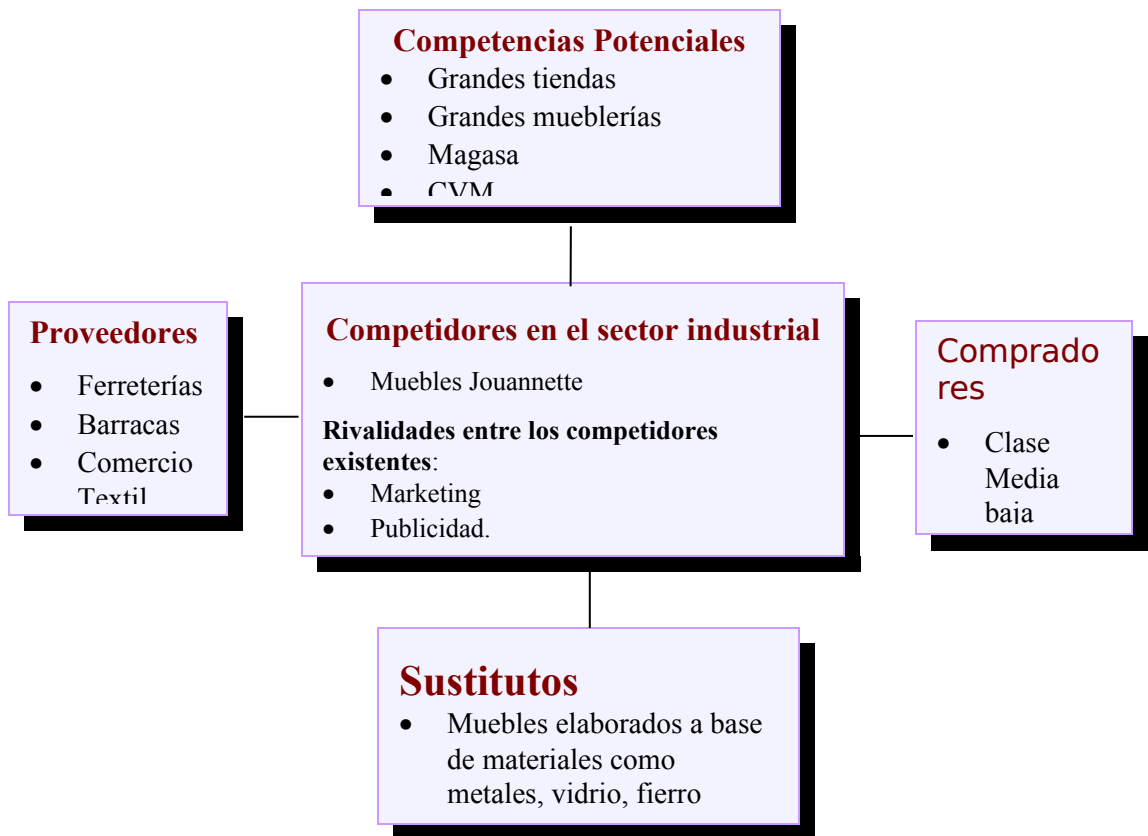 Competencias Potenciales
• Grandes tiendas
• Grandes mueblerías
• Magasa
• CVM
Proveedores
• Ferreterías
• Barracas
• Comercio
Textil
Competidores en el sector industrial
• Muebles Jouannette
Rivalidades entre los competidores
existentes:
• Marketing
• Publicidad.
Comprado
res
• Clase
Media
baja
Sustitutos
• Muebles elaborados a base
de materiales como
metales, vidrio, fierro